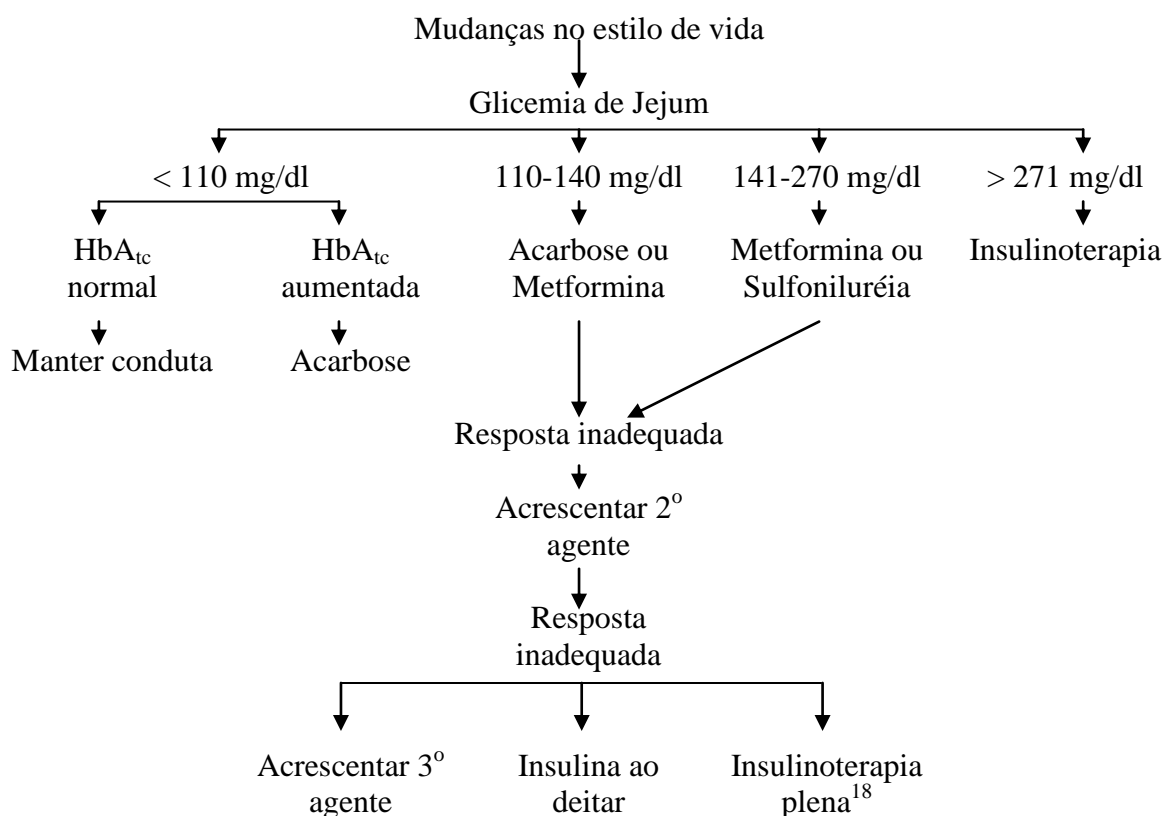 Mudanças no estilo de vida
Glicemia de Jejum
< 110 mg/dl 110-140 mg/dl 141-270 mg/dl > 271 mg/dl
HbAtc HbAtc Acarbose ou Metformina ou Insulinoterapia
normal aumentada Metformina Sulfoniluréia
Manter conduta Acarbose
Resposta inadequada
Acrescentar 2º
agente
Resposta
inadequada
Acrescentar 3º Insulina ao Insulinoterapia
agente deitar plena18